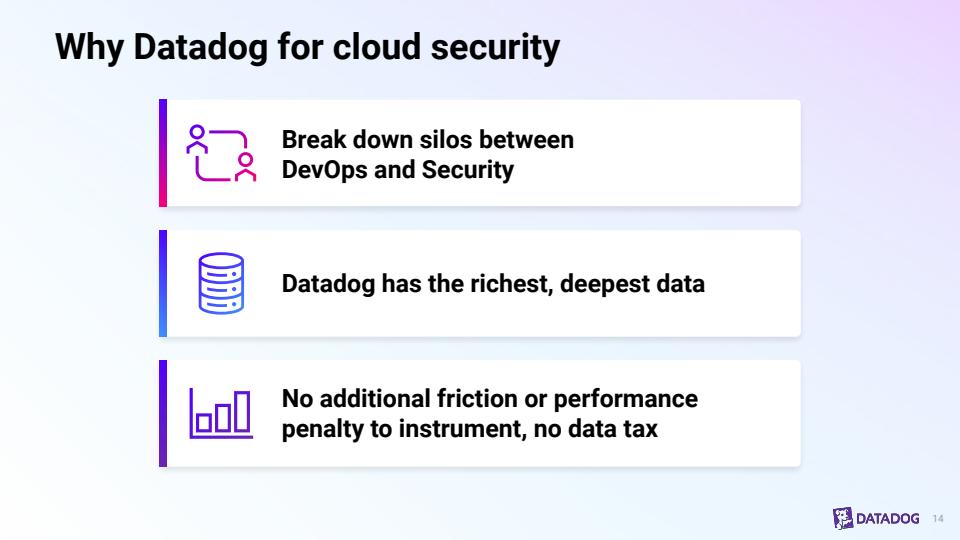 Why Datadog for cloud security
Break down silos between
DevOps and Security
Datadog has the richest, deepest data
No additional friction or performance
penalty to instrument, no data tax
DATADOG 14